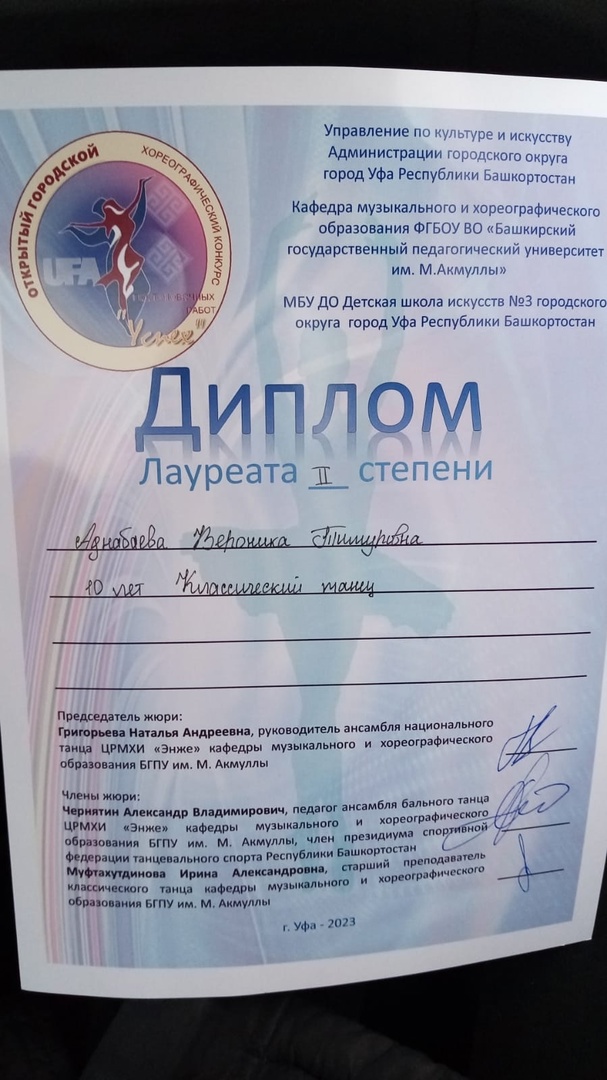 ОТКРЫТЫЙ ГОРОДСКОЙ
ХОРЕОГРАФИЧЕСКИЙ КОНКУРС
РАБОТ
UFA
Успех"
Управление по культуре и искусству
Администрации городского округа
город Уфа Республики Башкортостан
Кафедра музыкального и хореографического
образования ФГБОУ ВО «Башкирский
государственный педагогический университет
им. М.Акмуллы»
МБУ ДО Детская школа искусств №3 городского
округа город Уфа Республики Башкортостан
Диплом
Лауреата II степени
Аднабаева Вероника Тимуровна
10 лет Классический танец
Председатель жюри:
Григорьева Наталья Андреевна, руководитель ансамбля национального
танца ЦРМХИ «Энже» кафедры музыкального и хореографического
образования БГПУ им. М. Акмуллы
Члены жюри:
Чернятин Александр Владимирович, педагог ансамбля бального танца
ЦРМХИ «Энже» кафедры музыкального и хореографического
образования БГПУ им. М. Акмуллы, член президиума спортивной
федерации танцевального спорта Республики Башкортостан
Муфтахутдинова Ирина Александровна, старший преподаватель
классического танца кафедры музыкального и хореографического
образования БГПУ им. М. Акмуллы
г. Уфа - 2023